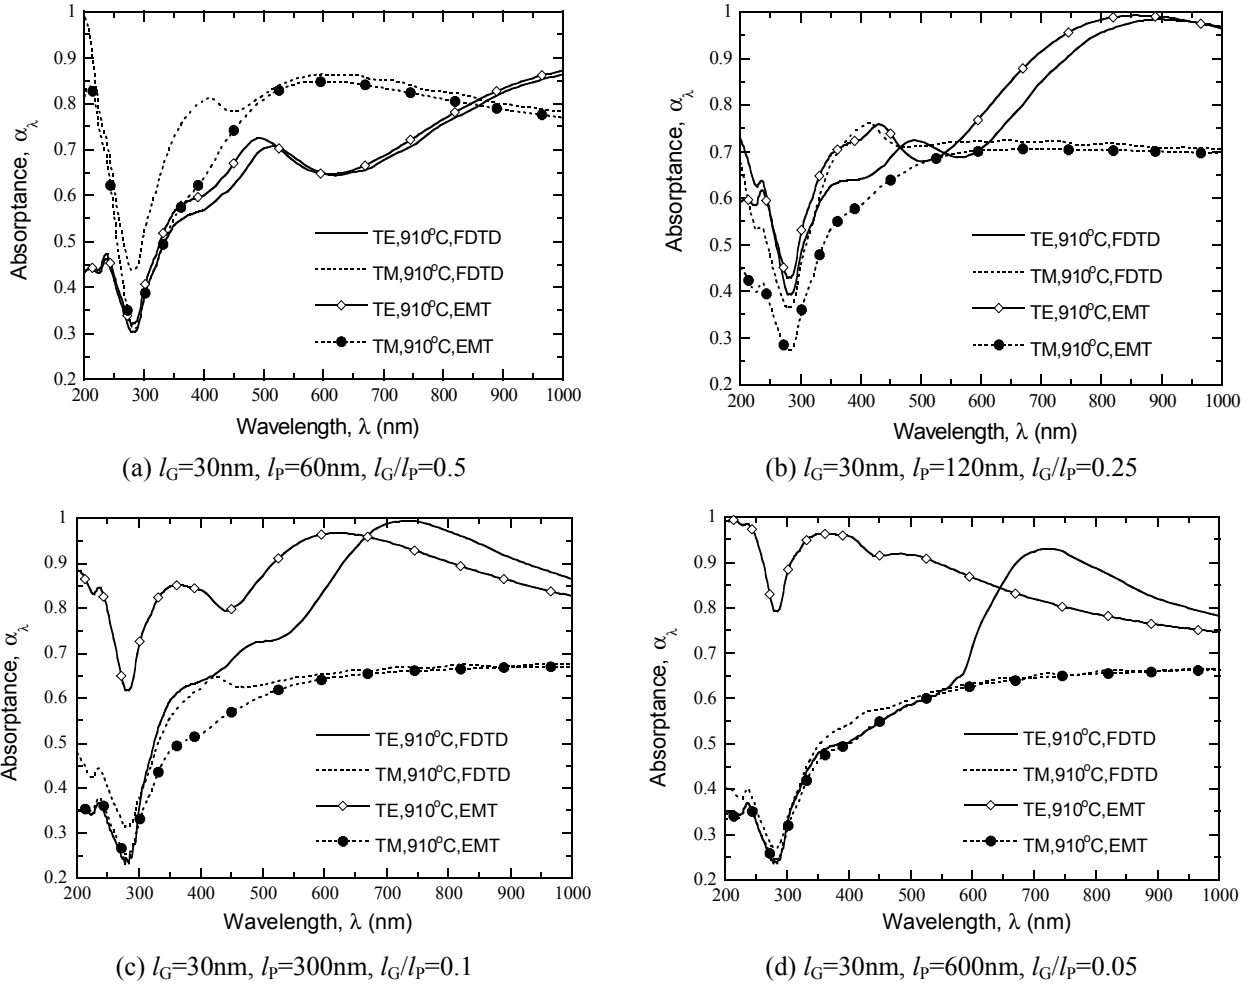 1
0.9
0.8
0.7
0.6
0.5
0.4
0.3
0.2
200 300 400 500 600 700 800 900 1000
Absorptance, αλ
Wavelength, λ (nm)
TE,910°C,FDTD
TM,910°C,FDTD
TE,910°C,EMT
TM,910°C,EMT
(a) lG=30nm, lP=60nm, lG/lP=0.5
1
0.9
0.8
0.7
0.6
0.5
0.4
0.3
0.2
200 300 400 500 600 700 800 900 1000
Absorptance, αλ
Wavelength, λ (nm)
TE,910°C,FDTD
TM,910°C,FDTD
TE,910°C,EMT
TM,910°C,EMT
(b) lG=30nm, lP=120nm, lG/lP=0.25
1
0.9
0.8
0.7
0.6
0.5
0.4
0.3
0.2
200 300 400 500 600 700 800 900 1000
Absorptance, αλ
Wavelength, λ (nm)
TE,910°C,FDTD
TM,910°C,FDTD
TE,910°C,EMT
TM,910°C,EMT
(c) lG=30nm, lP=300nm, lG/lP=0.1
1
0.9
0.8
0.7
0.6
0.5
0.4
0.3
0.2
200 300 400 500 600 700 800 900 1000
Absorptance, αλ
Wavelength, λ (nm)
TE,910°C,FDTD
TM,910°C,FDTD
TE,910°C,EMT
TM,910°C,EMT
(d) lG=30nm, lP=600nm, lG/lP=0.05